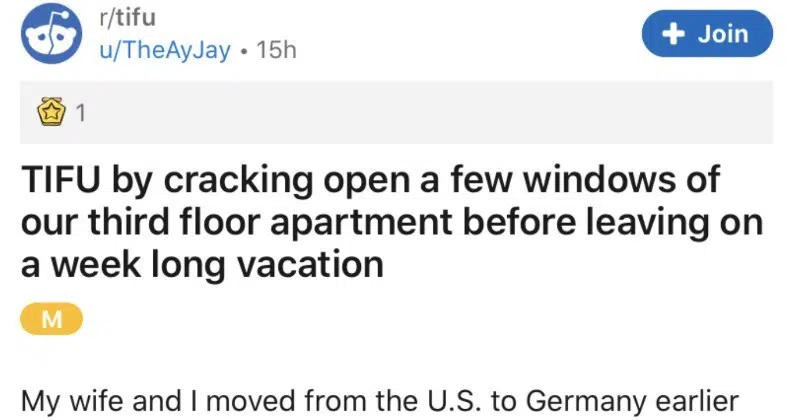 r/tifu
u/TheAyJay • 15h
Join
1
TIFU by cracking open a few windows of
our third floor apartment before leaving on
a week long vacation
M
My wife and I moved from the U.S. to Germany earlier